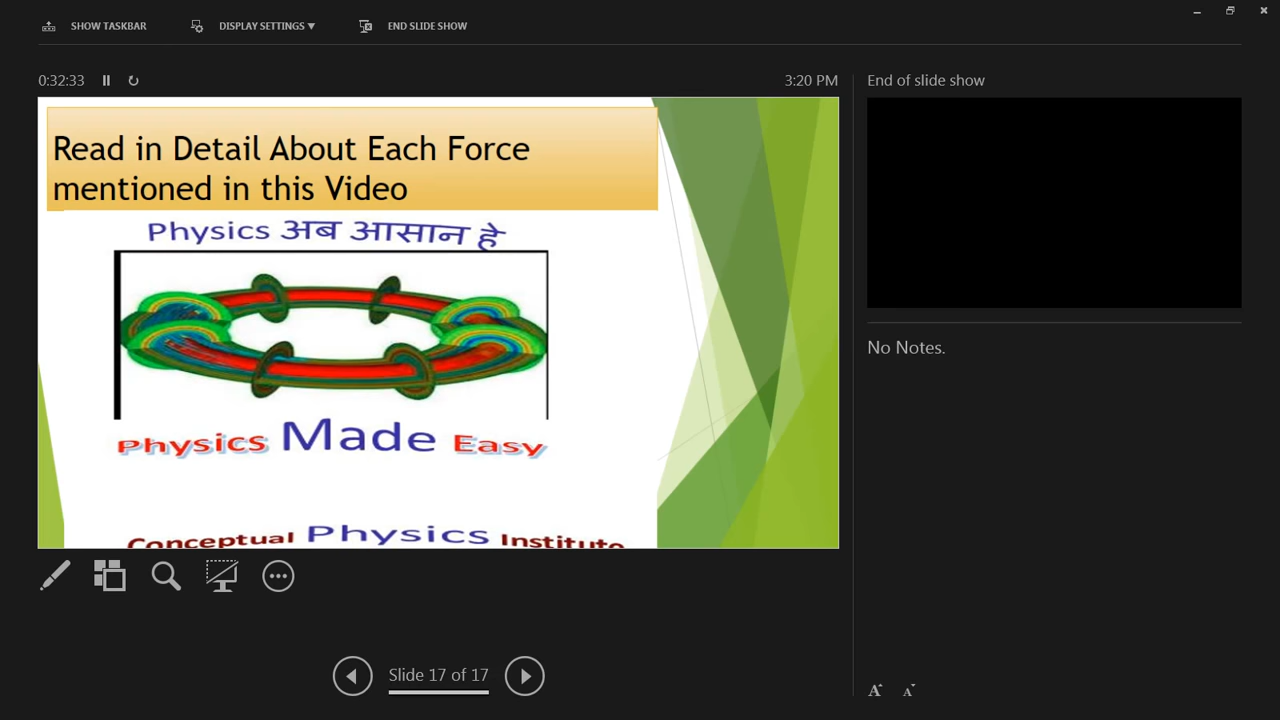 SHOW TASKBAR
DISPLAY SETTINGS ▼
END SLIDE SHOW
0:32:33
3:20 PM
Read in Detail About Each Force
mentioned in this Video
Physics अब आसान हे
Physics Made Easy
Conceptual Physics Institute
Slide 17 of 17
End of slide show
No Notes.
A A